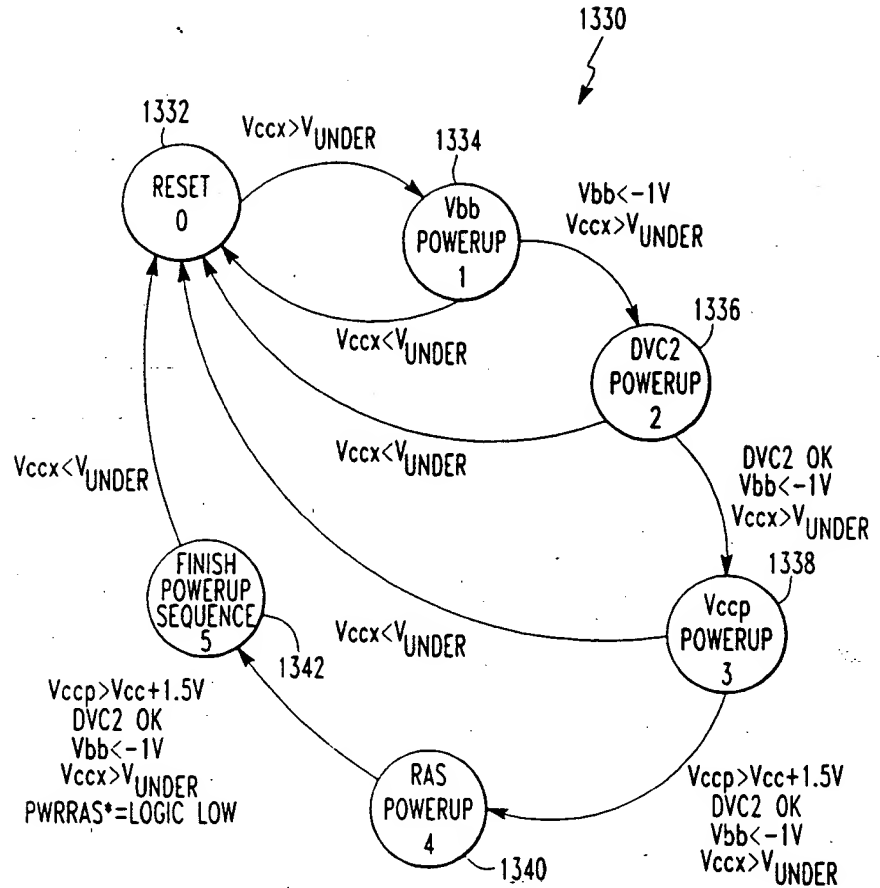 1330
1332
Vccx>VUNDER
1334
RESET
0
Vbb
POWERUP
1
Vbb<-1V
Vccx>VUNDER
1336
Vccx<VUNDER
DVC2
POWERUP
2
Vccx<VUNDER
Vccx<VUNDER
DVC2 OK
Vbb<-1V
Vccx>VUNDER
1338
FINISH
POWERUP
SEQUENCE
5
1342
Vccx<VUNDER
Vccp
POWERUP
3
Vccp>Vcc+1.5V
DVC2 OK
Vbb<-1V
Vccx>VUNDER
PWRRAS*=LOGIC LOW
RAS
POWERUP
4
1340
Vccp>Vcc+1.5V
DVC2 OK
Vbb<-1V
Vccx>VUNDER